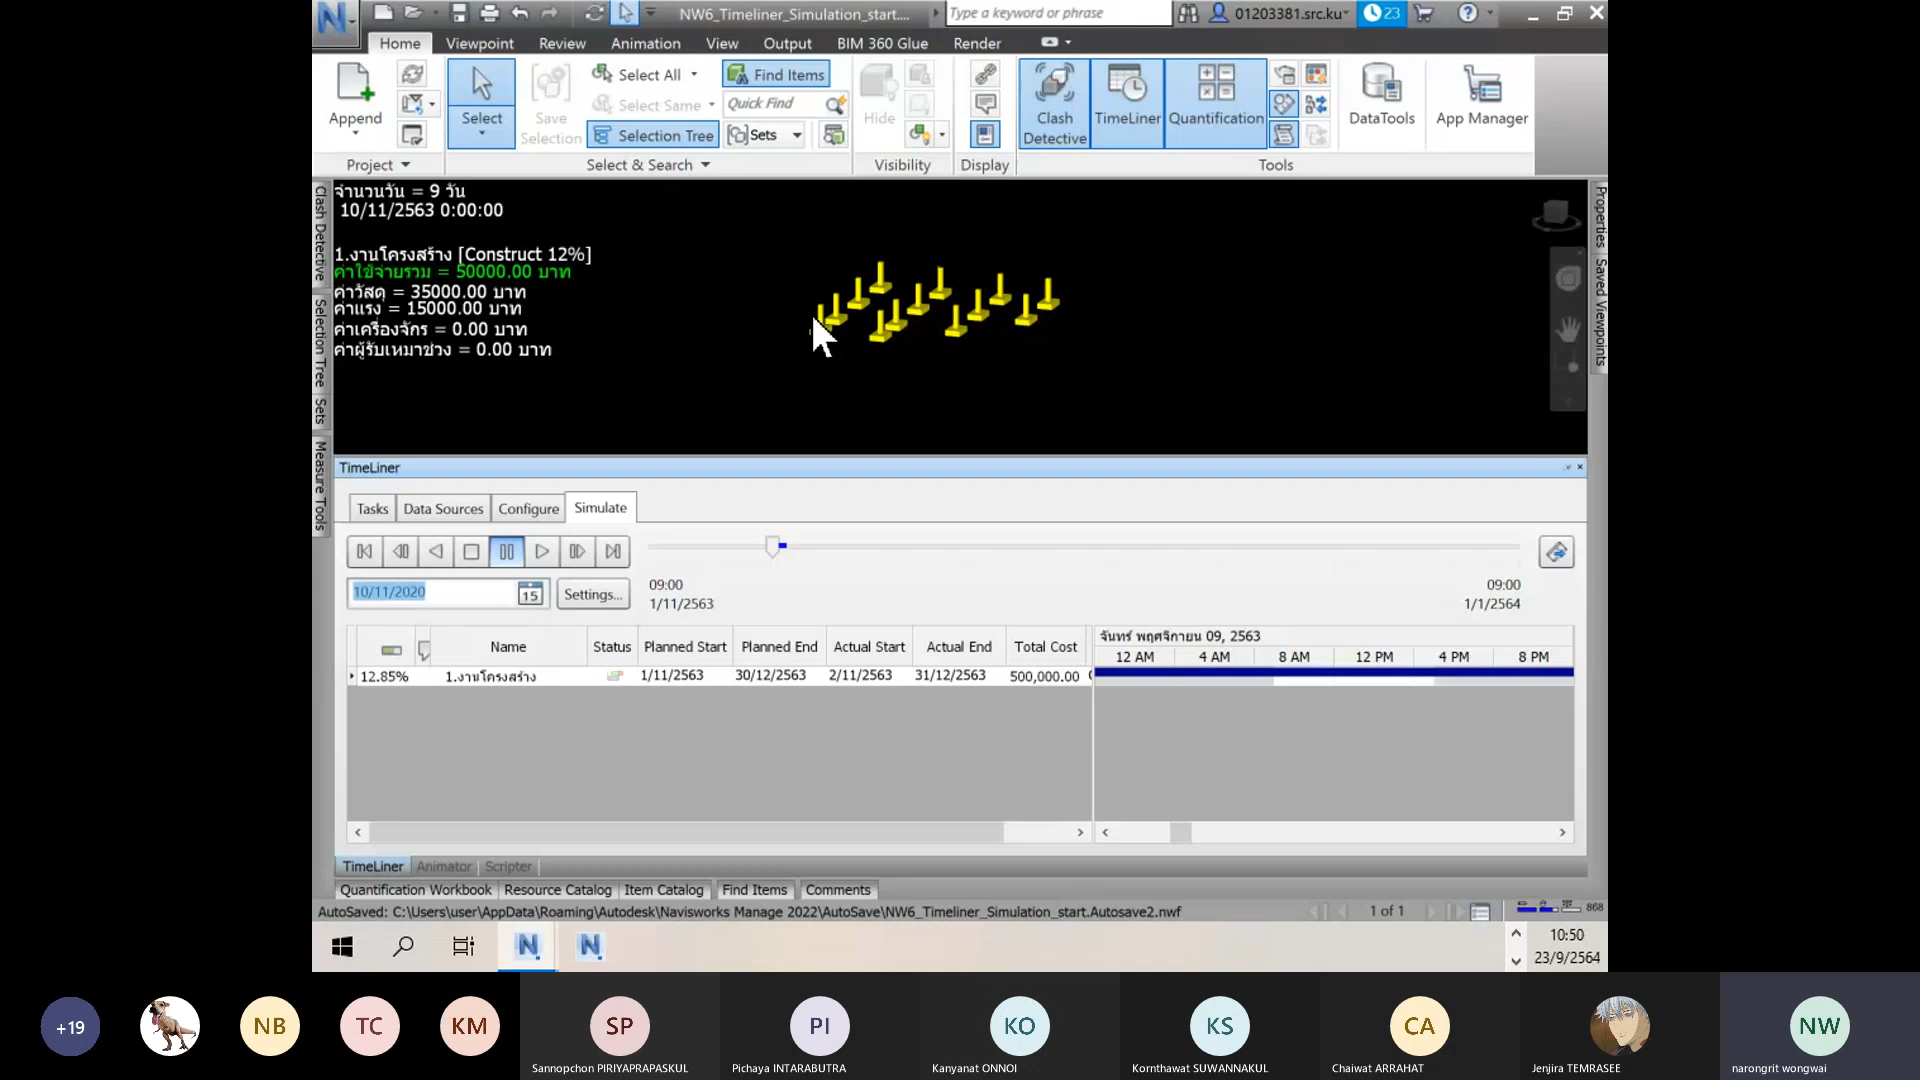 NW6_Timeliner_Simulation_start....
Type a keyword or phrase
01203381.src.ku
23
Home
Viewpoint
Review
Animation
View
Output
BIM 360 Glue
Render
Append
Select
Save Selection
Select All
Select Same
Selection Tree
Find Items
Quick Find
Sets
Hide
Clash Detective
TimeLiner
Quantification
DataTools
App Manager
Project
Select & Search
Visibility
Display
Tools
Clash Detective
Selection Tree
Sets
Measure Tools
Properties
Saved Viewpoints
จำนวนวัน = 9 วัน
10/11/2563 0:00:00
1.งานโครงสร้าง [Construct 12%]
ค่าใช้จ่ายรวม = 50000.00 บาท
ค่าวัสดุ = 35000.00 บาท
ค่าแรง = 15000.00 บาท
ค่าเครื่องจักร = 0.00 บาท
ค่าผู้รับเหมาช่วง = 0.00 บาท
TimeLiner
Tasks
Data Sources
Configure
Simulate
10/11/2020
15
Settings...
09:00
1/11/2563
09:00
1/1/2564
Name
Status
Planned Start
Planned End
Actual Start
Actual End
Total Cost
จันทร์ พฤศจิกายน 09, 2563
12 AM
4 AM
8 AM
12 PM
4 PM
8 PM
12.85%
1.งานโครงสร้าง
1/11/2563
30/12/2563
2/11/2563
31/12/2563
500,000.00
TimeLiner
Animator
Scripter
Quantification Workbook
Resource Catalog
Item Catalog
Find Items
Comments
AutoSaved: C:\Users\user\AppData\Roaming\Autodesk\Navisworks Manage 2022\AutoSave\NW6_Timeliner_Simulation_start.Autosave2.nwf
1 of 1
868
10:50
23/9/2564
+19
NB
TC
KM
SP
Sannopchon PIRIYAPRAPASKUL
PI
Pichaya INTARABUTRA
KO
Kanyanat ONNOI
KS
Kornthawat SUWANNAKUL
CA
Chaiwat ARRAHAT
Jenjira TEMRASEE
NW
narongrit wongwai